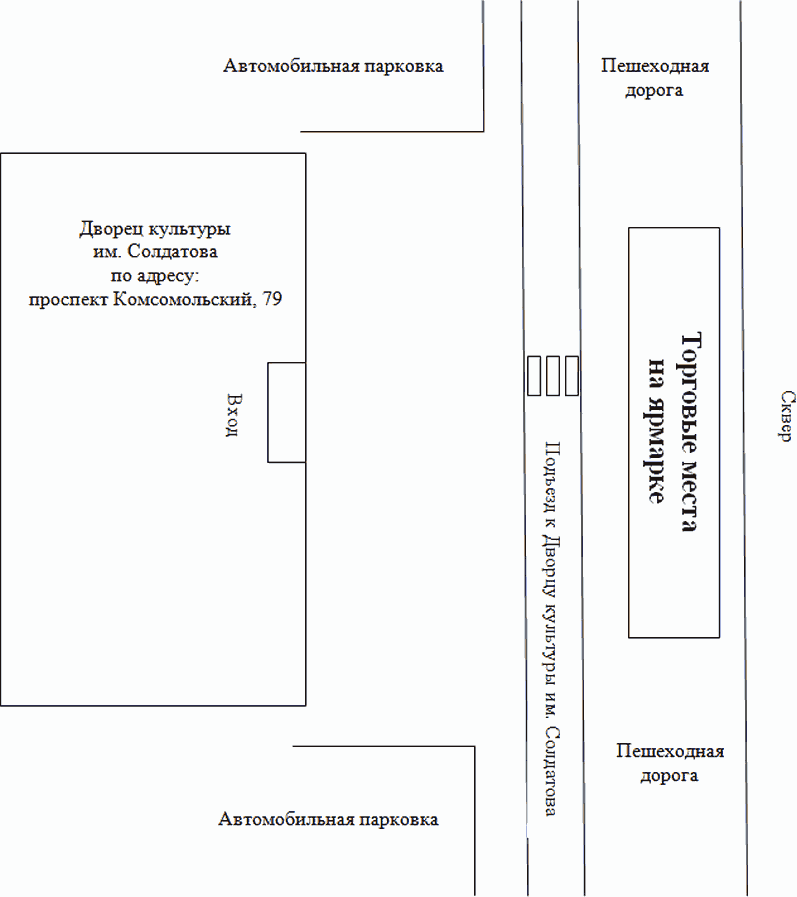 Автомобильная парковка
Пешеходная
дорога
Дворец культуры
им. Солдатова
по адресу:
проспект Комсомольский, 79
Вход
Подъезд к Дворцу культуры им. Солдатова
Торговые места
на ярмарке
Сквер
Пешеходная
дорога
Автомобильная парковка